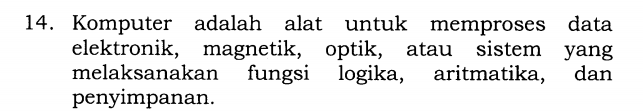 14. Komputer adalah alat untuk memproses data
elektronik, magnetik, optik, atau sistem yang
melaksanakan fungsi logika, aritmatika, dan
penyimpanan.